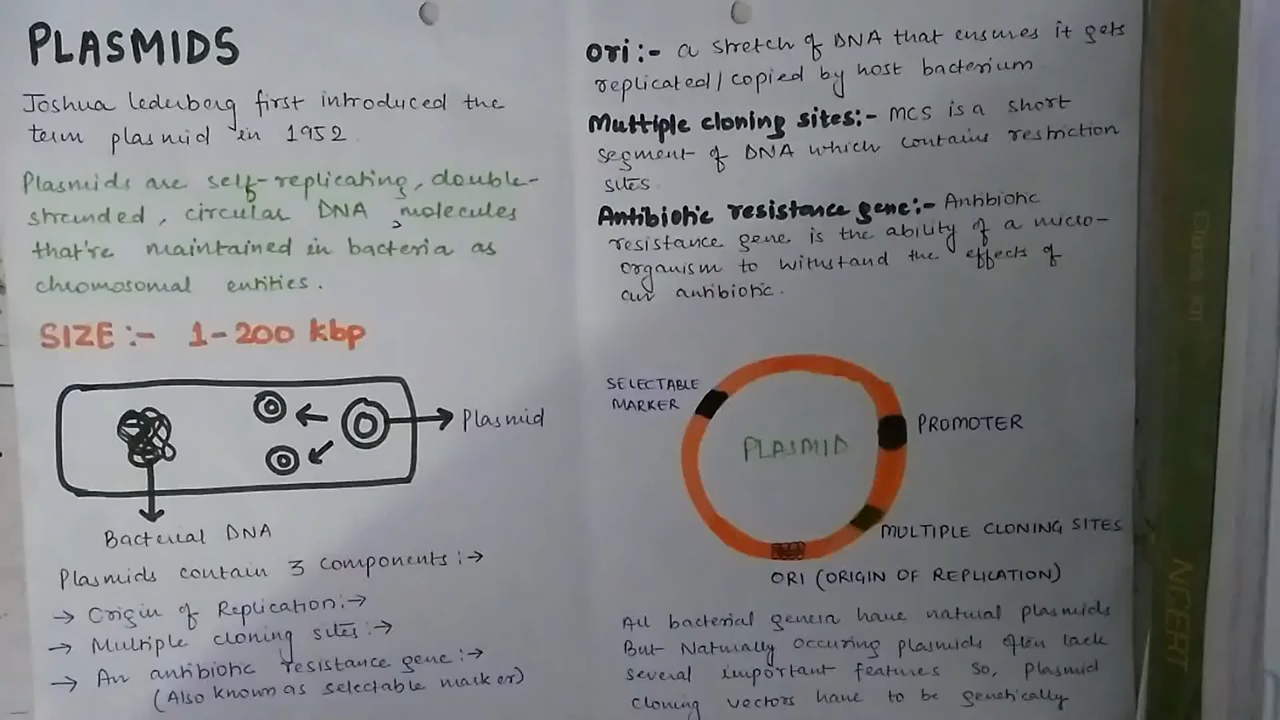 PLASMIDS
Joshua lederberg first introduced the
term plasmid in 1952
Plasmids are self-replicating, double-
stranded, circular DNA molecules
that're maintained in bacteria as
chromosomal entities.
SIZE :- 1-200 kbp
Plasmid
Bacterial DNA
Plasmids contain 3 components :→
→ Origin of Replication :→
→ Multiple cloning sites :→
→ An antibiotic resistance gene :→
(Also known as selectable marker)
Ori :- a stretch of DNA that ensures it gets
replicated/copied by host bacterium
Multiple cloning sites :- MCS is a short
segment of DNA which contains restriction
sites.
Antibiotic resistance gene :- Antibiotic
resistance gene is the ability of a micro-
organism to withstand the effects of
an antibiotic.
SELECTABLE
MARKER
PROMOTER
PLASMID
MULTIPLE CLONING SITES
ORI (ORIGIN OF REPLICATION)
All bacterial genera have natural plasmids
But Naturally occuring plasmids often lack
several important features So, plasmid
cloning vectors have to be genetically
NCERT